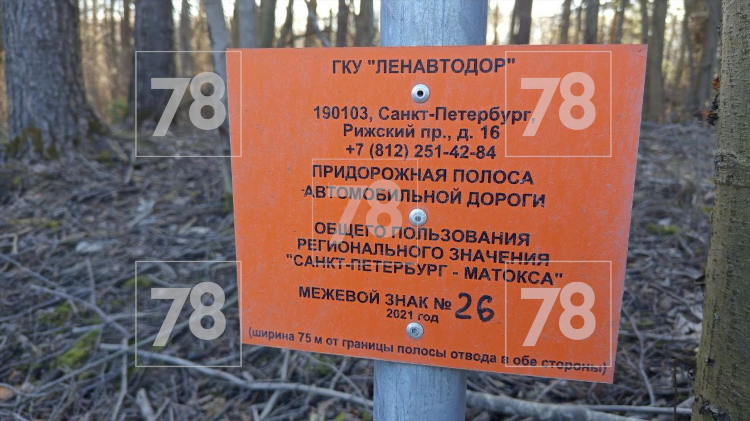 ГКУ "ЛЕНАВТОДОР"
190103, Санкт-Петербург,
Рижский пр., д. 16
+7 (812) 251-42-84
ПРИДОРОЖНАЯ ПОЛОСА
АВТОМОБИЛЬНОЙ ДОРОГИ
ОБЩЕГО ПОЛЬЗОВАНИЯ
РЕГИОНАЛЬНОГО ЗНАЧЕНИЯ
"САНКТ-ПЕТЕРБУРГ - МАТОКСА"
МЕЖЕВОЙ ЗНАК № 26
2021 год
(ширина 75 м от границы полосы отвода в обе стороны)
78
78
78
78
78